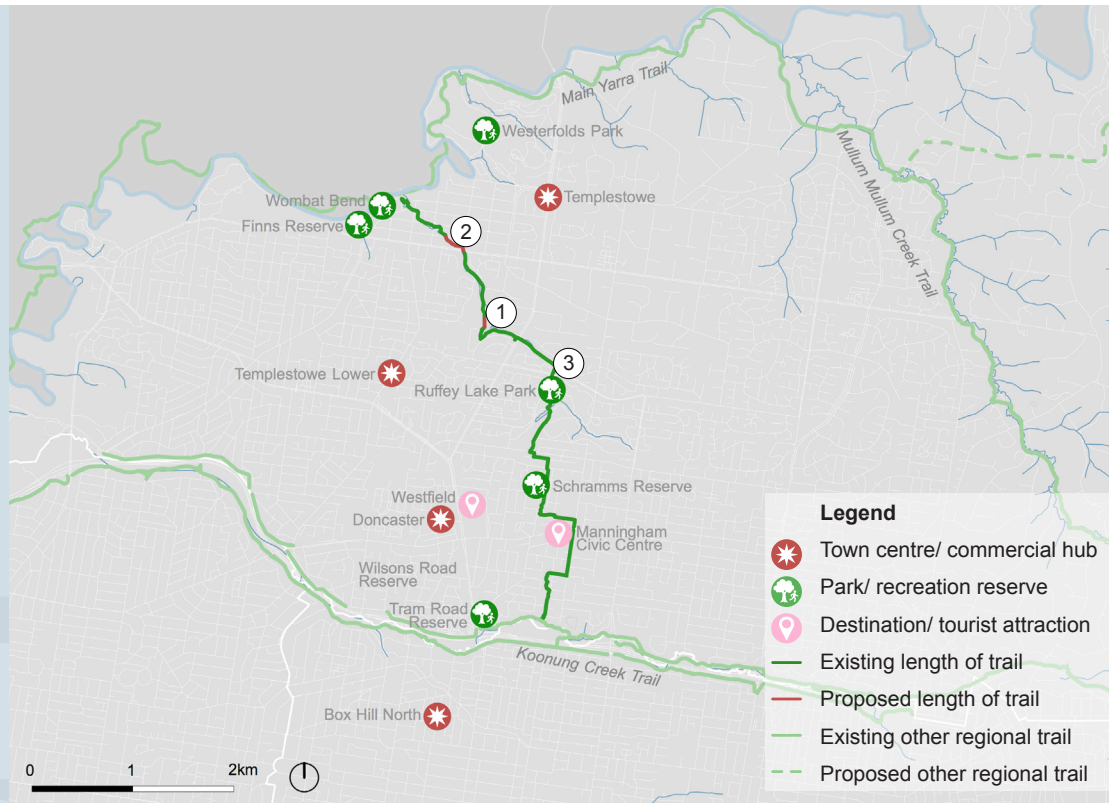 Main Yarra Trail
Westerfolds Park
Mullum Mullum Creek Trail
Wombat Bend
Templestowe
Finns Reserve
2
1
3
Templestowe Lower
Ruffey Lake Park
Westfield
Doncaster
Schramms Reserve
Manningham
Civic Centre
Wilsons Road
Reserve
Tram Road
Reserve
Koonung Creek Trail
Box Hill North
0 1 2km
Legend
Town centre/ commercial hub
Park/ recreation reserve
Destination/ tourist attraction
Existing length of trail
Proposed length of trail
Existing other regional trail
Proposed other regional trail